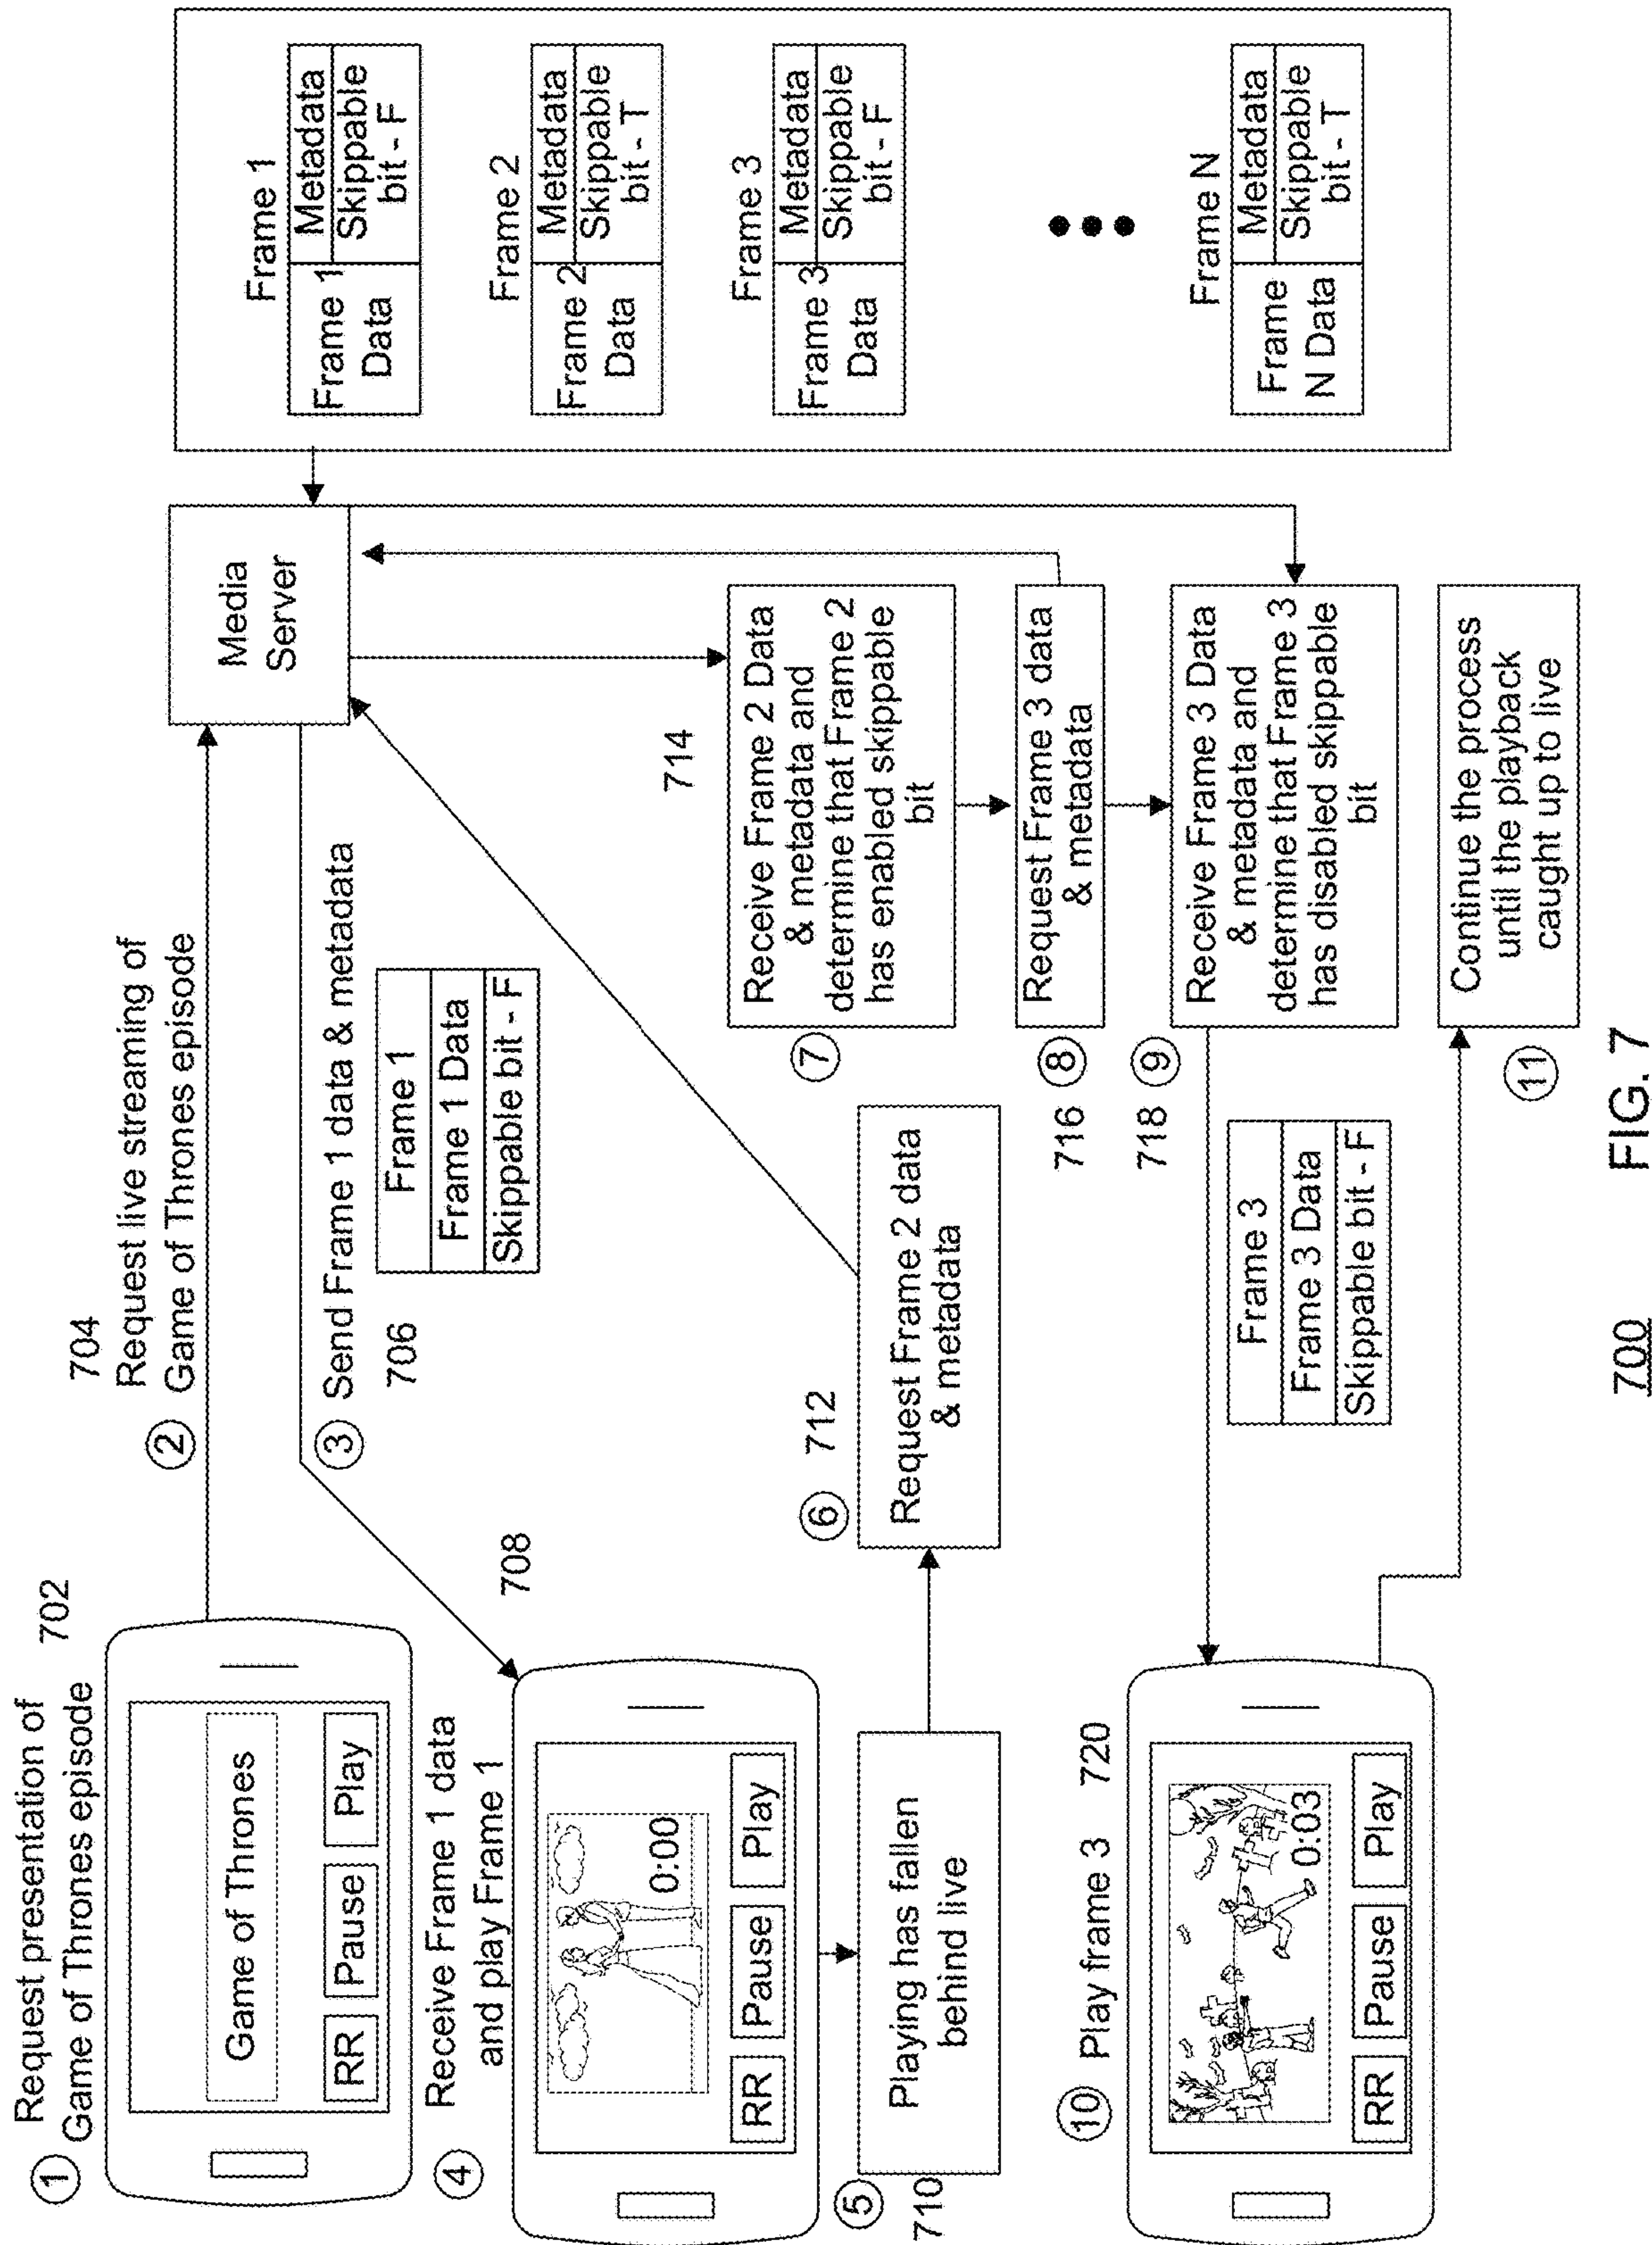 ① Request presentation of
Game of Thrones episode
702
Game of Thrones
RR
Pause
Play
704
② Request live streaming of
Game of Thrones episode
Media
Server
③ Send Frame 1 data & metadata
706
Frame 1
Frame 1 Data
Skippable bit - F
④ Receive Frame 1 data
and play Frame 1
708
0:00
RR
Pause
Play
⑤
710
Playing has fallen
behind live
⑥ 712
Request Frame 2 data
& metadata
714
⑦
Receive Frame 2 Data
& metadata and
determine that Frame 2
has enabled skippable
bit
716 ⑧
Request Frame 3 data
& metadata
718 ⑨
Receive Frame 3 Data
& metadata and
determine that Frame 3
has disabled skippable
bit
Frame 3
Frame 3 Data
Skippable bit - F
⑩ Play frame 3 720
0:03
RR
Pause
Play
⑪
Continue the process
until the playback
caught up to live
Frame 1
Frame 1
Data
Metadata
Skippable
bit - F
Frame 2
Frame 2
Data
Metadata
Skippable
bit - T
Frame 3
Frame 3
Data
Metadata
Skippable
bit - F
Frame N
Frame
N Data
Metadata
Skippable
bit - T
700
FIG. 7